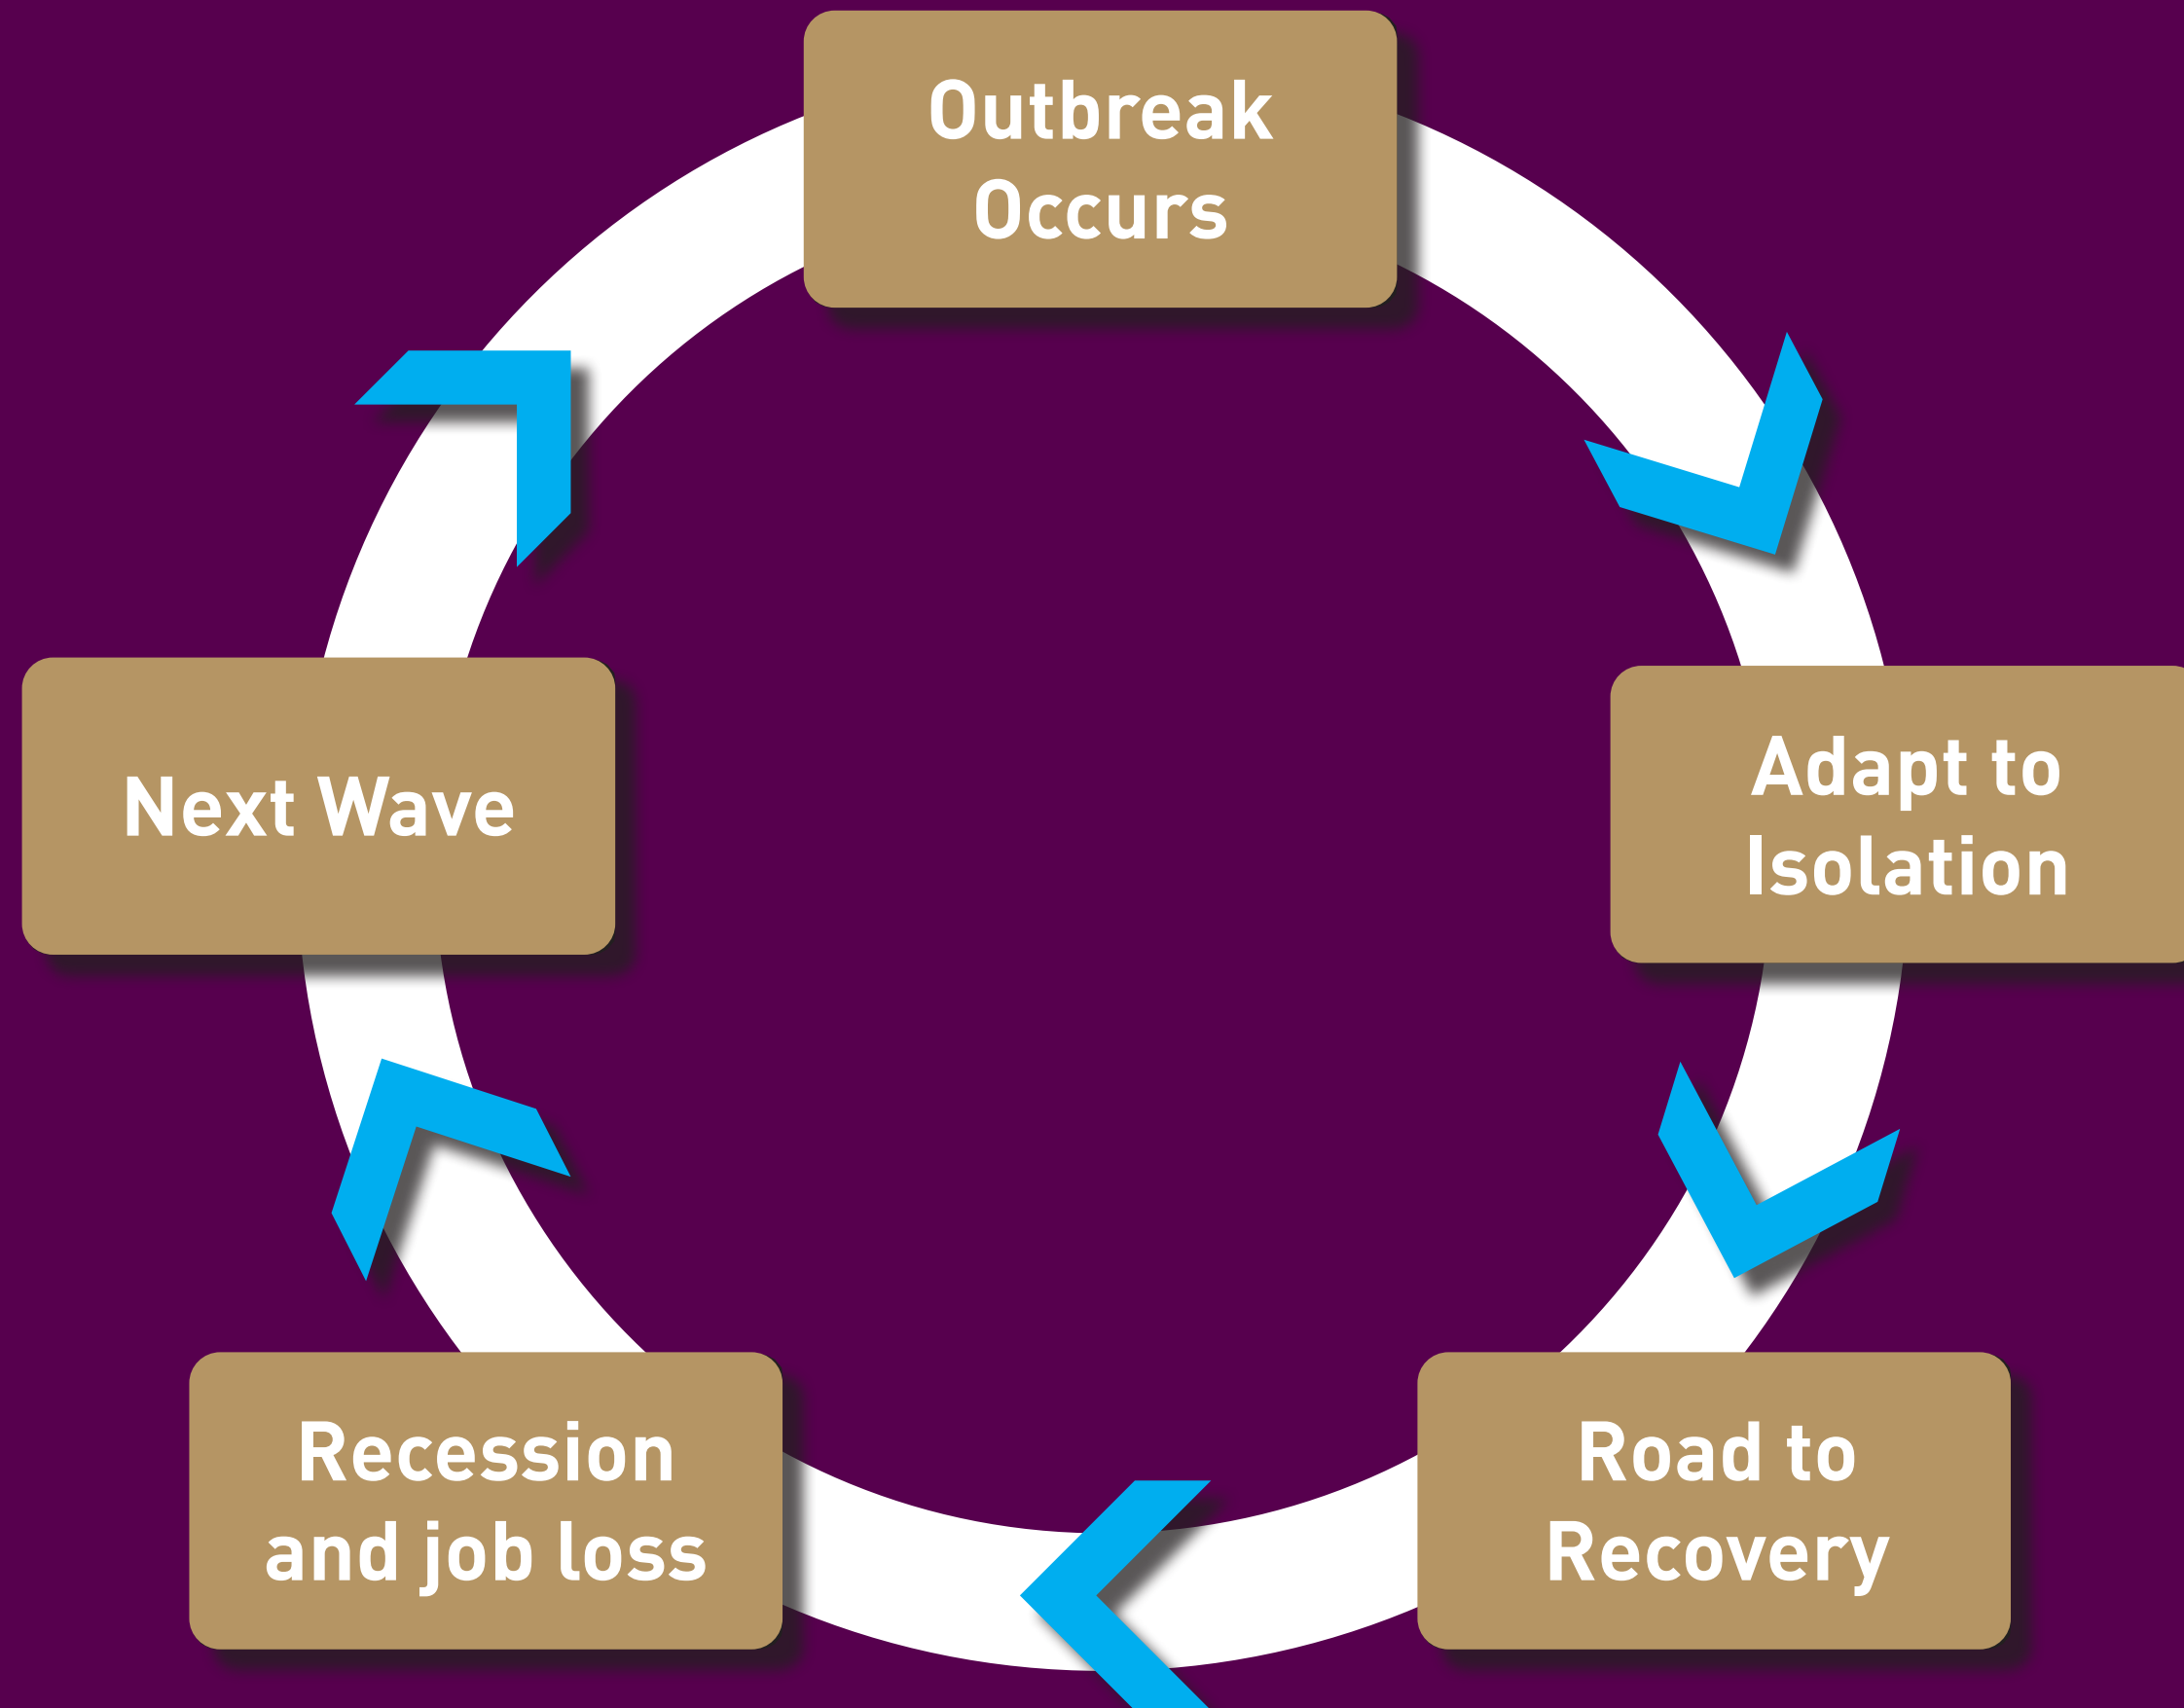 Outbreak
Occurs
Adapt to
Isolation
Road to
Recovery
Recession
and job loss
Next Wave